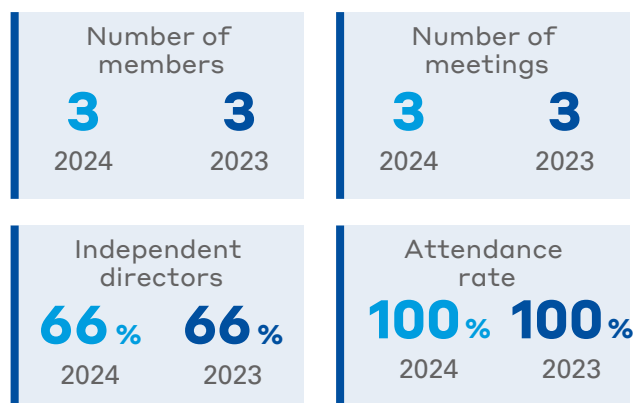 Number of
members
3 3
2024 2023
Number of
meetings
3 3
2024 2023
Independent
directors
66 % 66 %
2024 2023
Attendance
rate
100 % 100 %
2024 2023